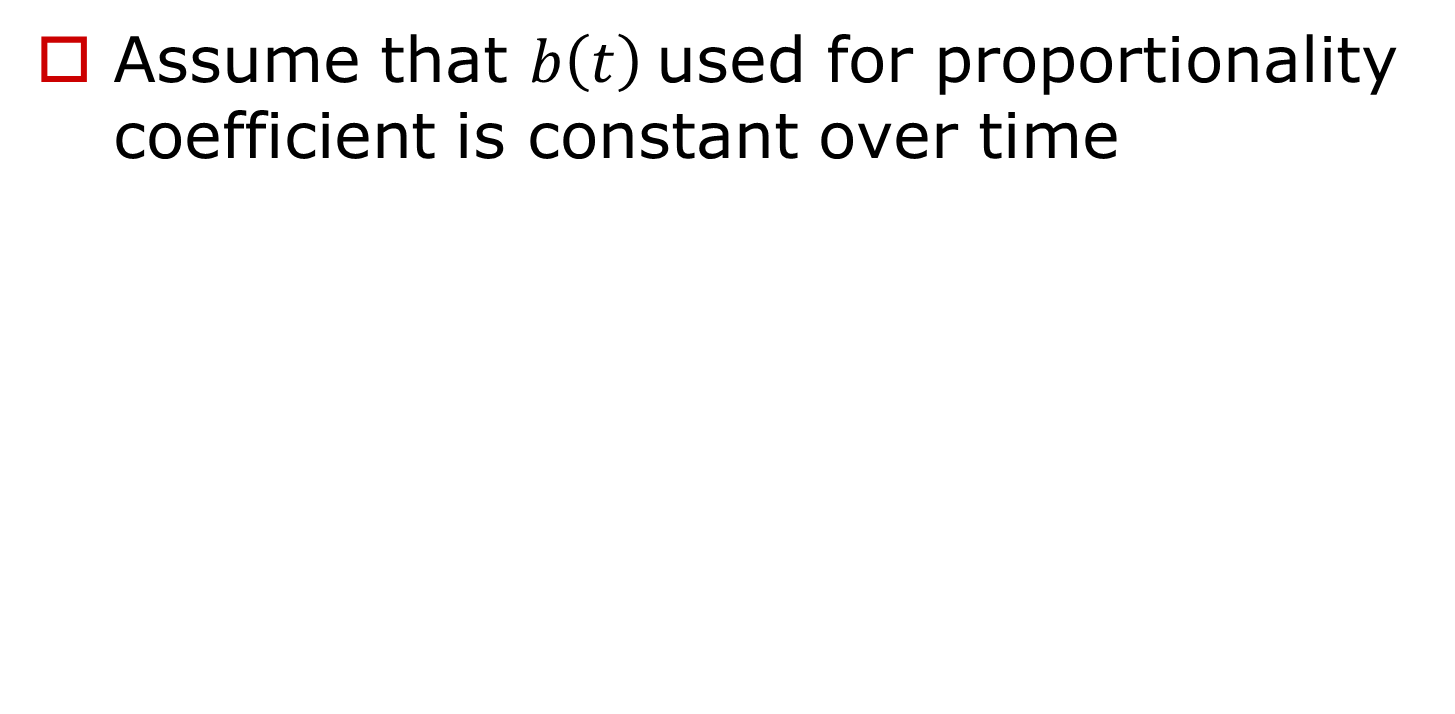 Assume that b(t) used for proportionality
coefficient is constant over time